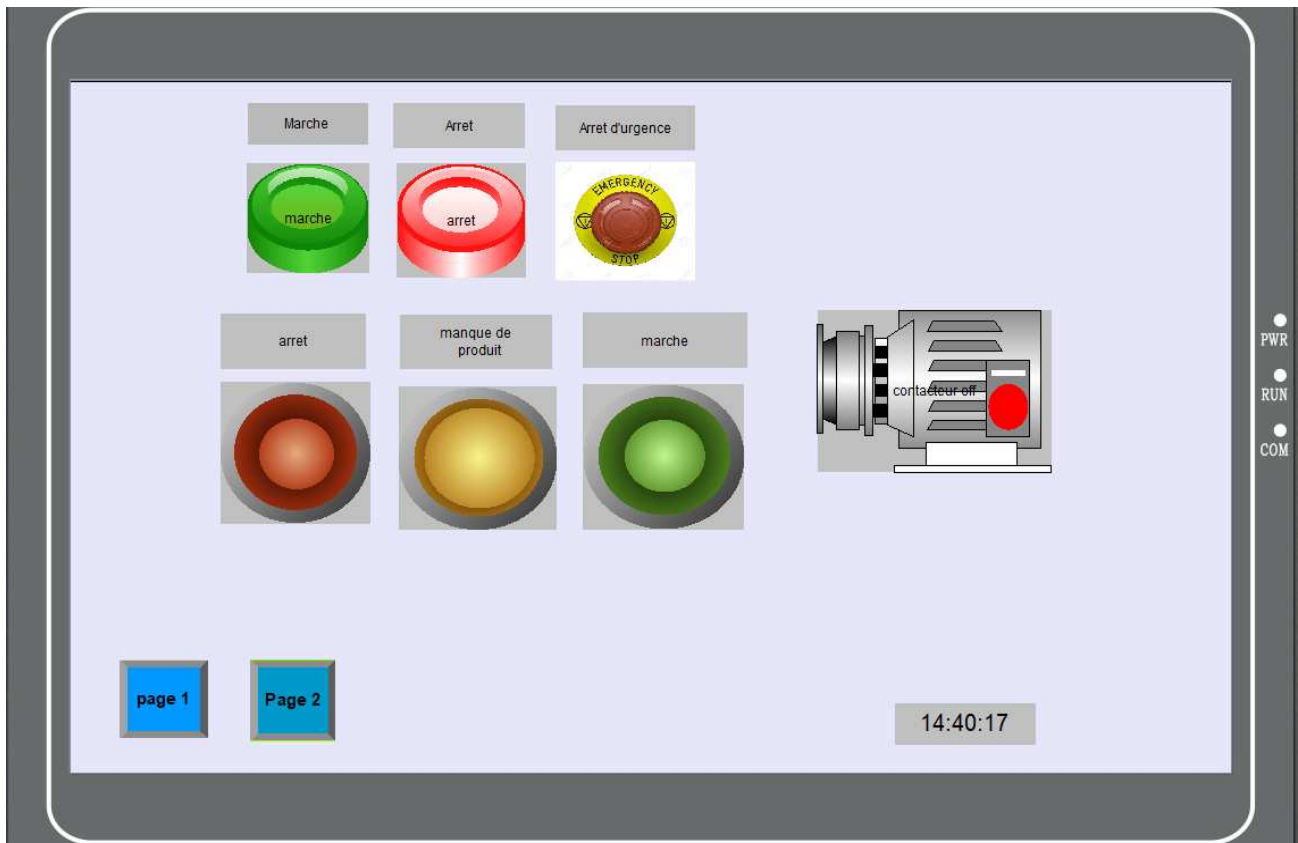 Marche
Arret
Arret d'urgence
marche
arret
EMERGENCY
STOP
arret
manque de
produit
marche
contacteur off
PWR
RUN
COM
page 1
Page 2
14:40:17